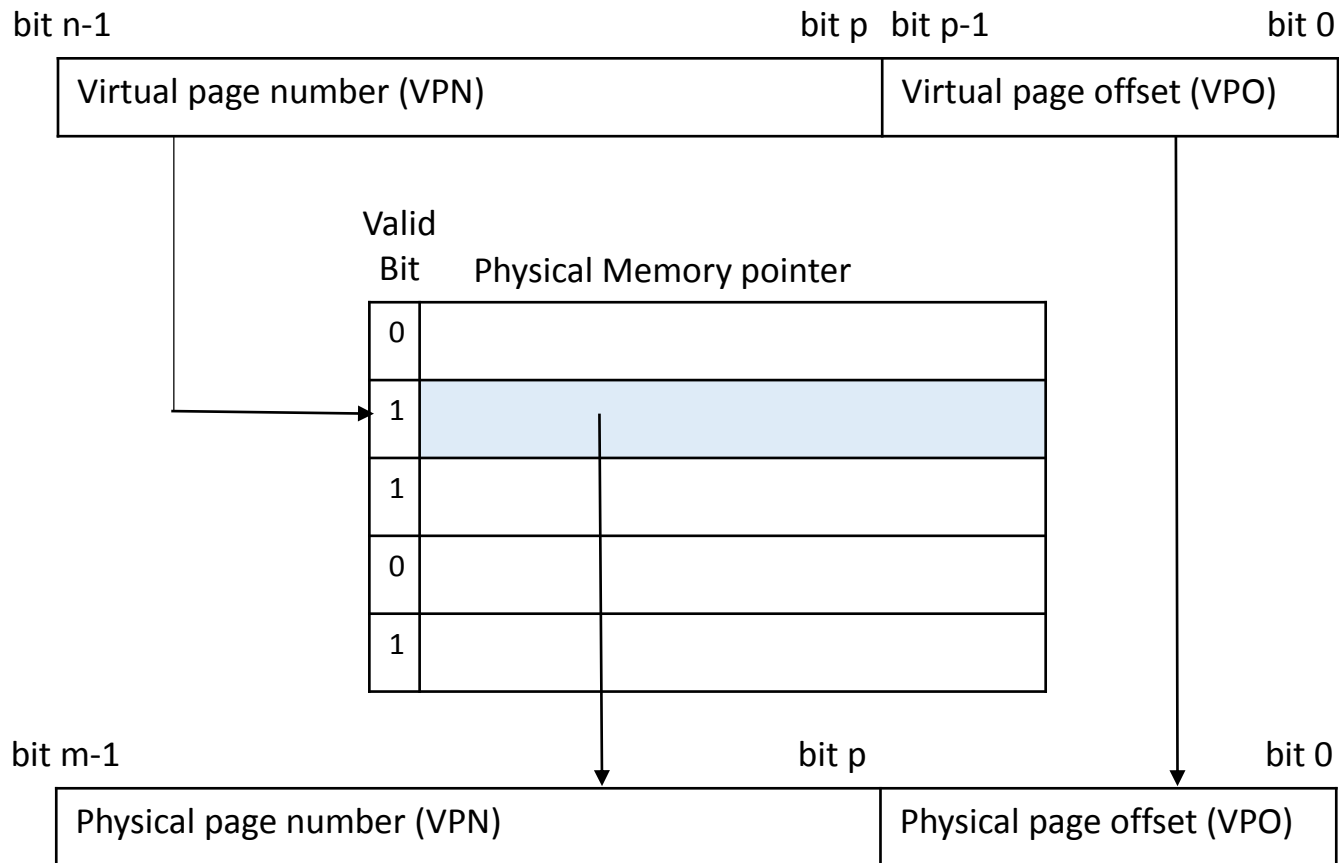 bit n-1 bit p bit p-1 bit 0
Virtual page number (VPN) Virtual page offset (VPO)
Valid
Bit Physical Memory pointer
0
1
1
0
1
bit m-1 bit p bit 0
Physical page number (VPN) Physical page offset (VPO)